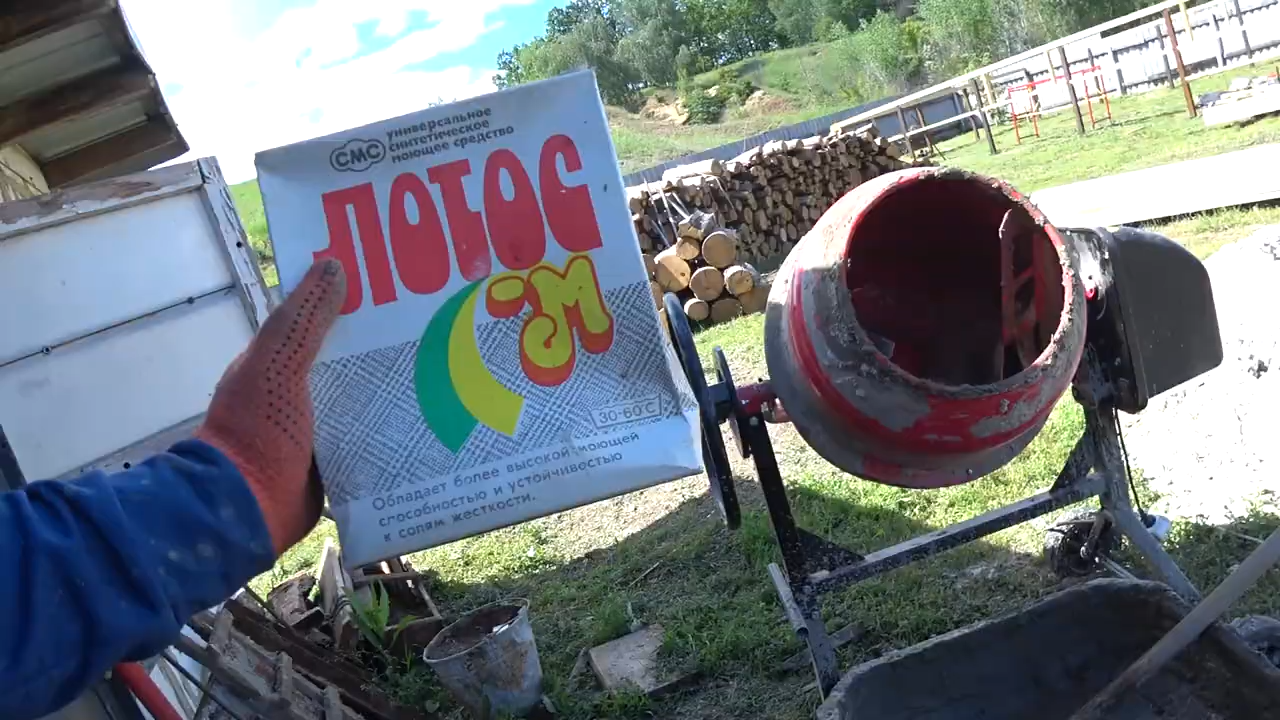 СМС
универсальное
синтетическое
моющее средство
ЛОТОС
-М
30-60°С
Обладает более высокой моющей
способностью и устойчивостью
к солям жесткости.